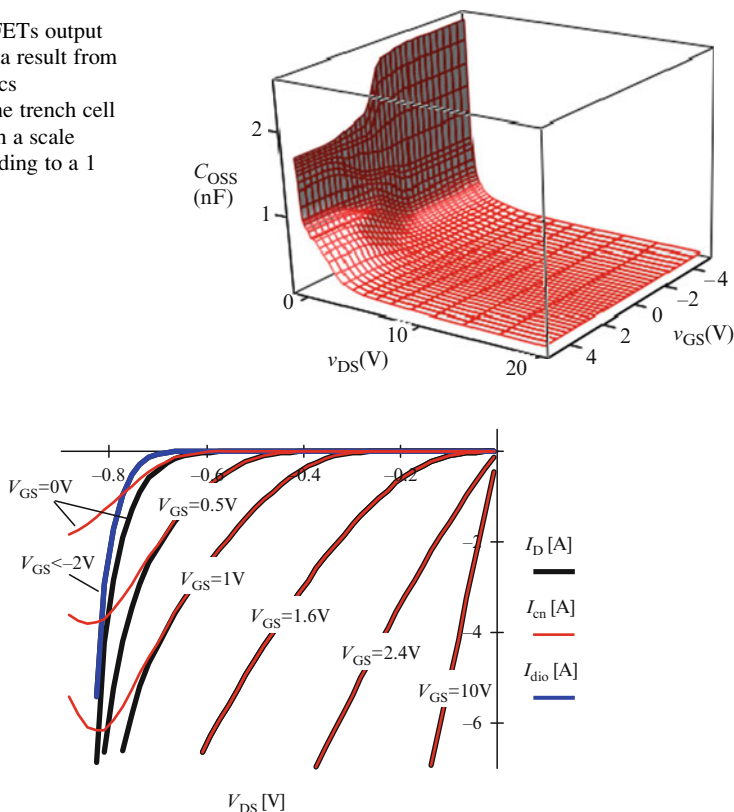 FETs output
a result from
cs
ne trench cell
n a scale
ding to a 1
2
C_OSS
(nF)
1
0
10
20
v_DS(V)
4
2
0
−2
−4
v_GS(V)
−0.8
−0.6
−0.4
−0.2
V_GS=0V
V_GS=0.5V
V_GS<−2V
V_GS=1V
V_GS=1.6V
V_GS=2.4V
V_GS=10V
−2
−4
−6
I_D [A]
I_cn [A]
I_dio [A]
V_DS [V]